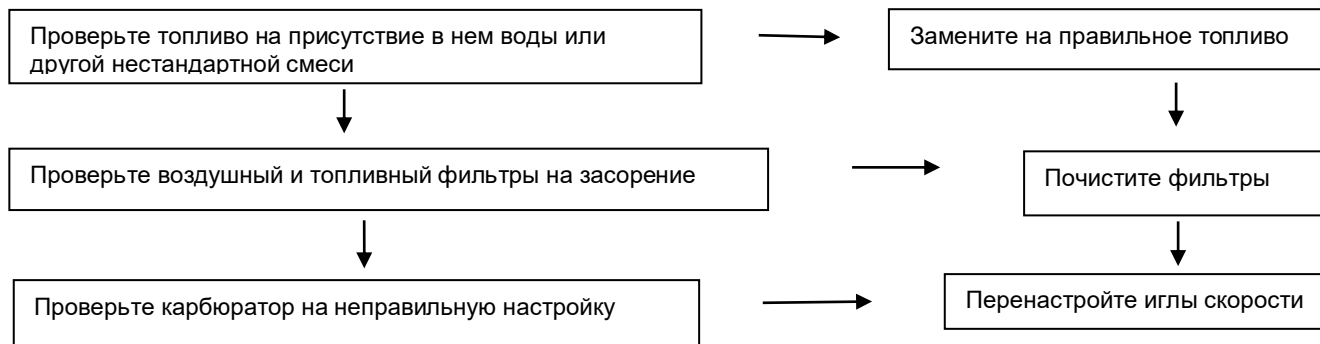 Проверьте топливо на присутствие в нем воды или
другой нестандартной смеси
Замените на правильное топливо
Проверьте воздушный и топливный фильтры на засорение
Почистите фильтры
Проверьте карбюратор на неправильную настройку
Перенастройте иглы скорости